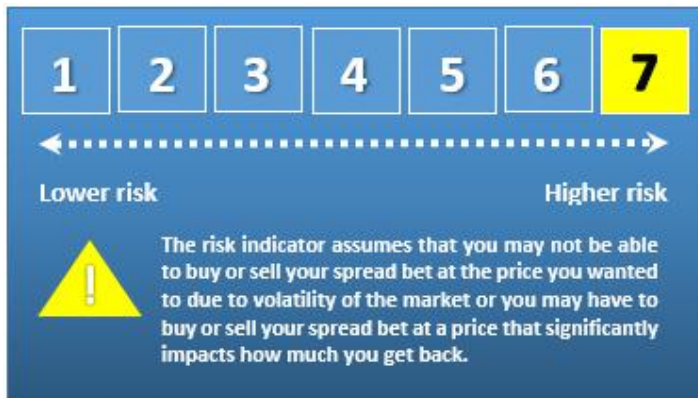 1 2 3 4 5 6 7
Lower risk Higher risk
!
The risk indicator assumes that you may not be able
to buy or sell your spread bet at the price you wanted
to due to volatility of the market or you may have to
buy or sell your spread bet at a price that significantly
impacts how much you get back.